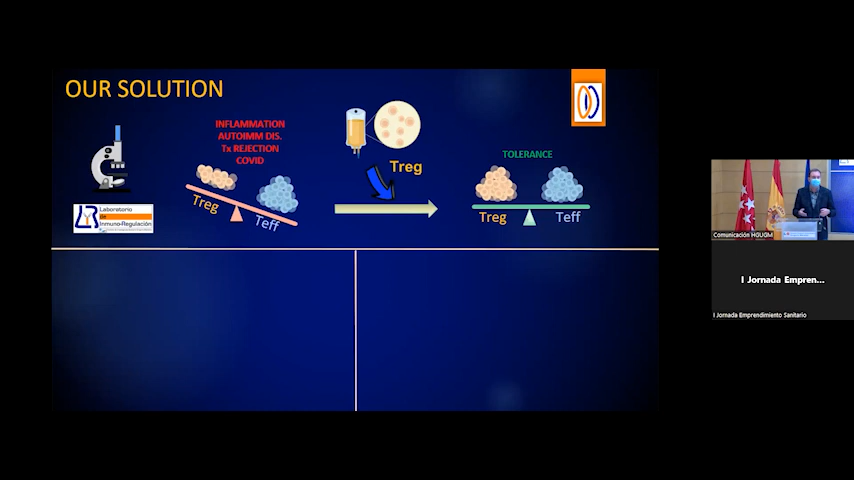 OUR SOLUTION
INFLAMMATION
AUTOIMM DIS.
Tx REJECTION
COVID
Treg
TOLERANCE
Treg
Teff
Treg
Teff
Laboratorio
de
Inmuno-Regulación
Comunicación HGUGM
I Jornada Empren...
I Jornada Emprendimiento Sanitario